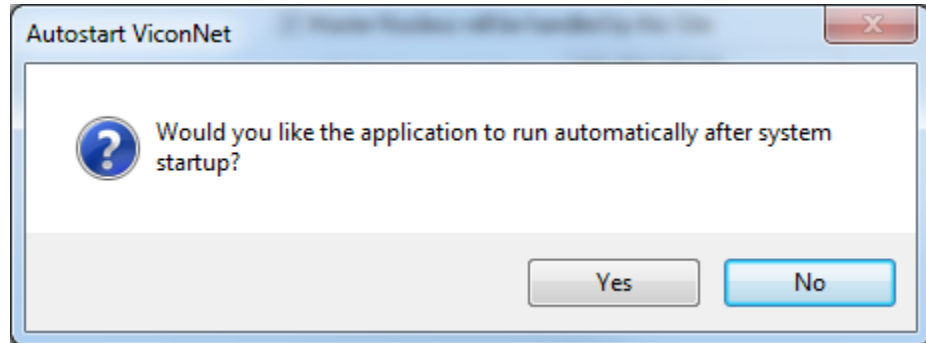 Autostart ViconNet
Would you like the application to run automatically after system
startup?
Yes
No